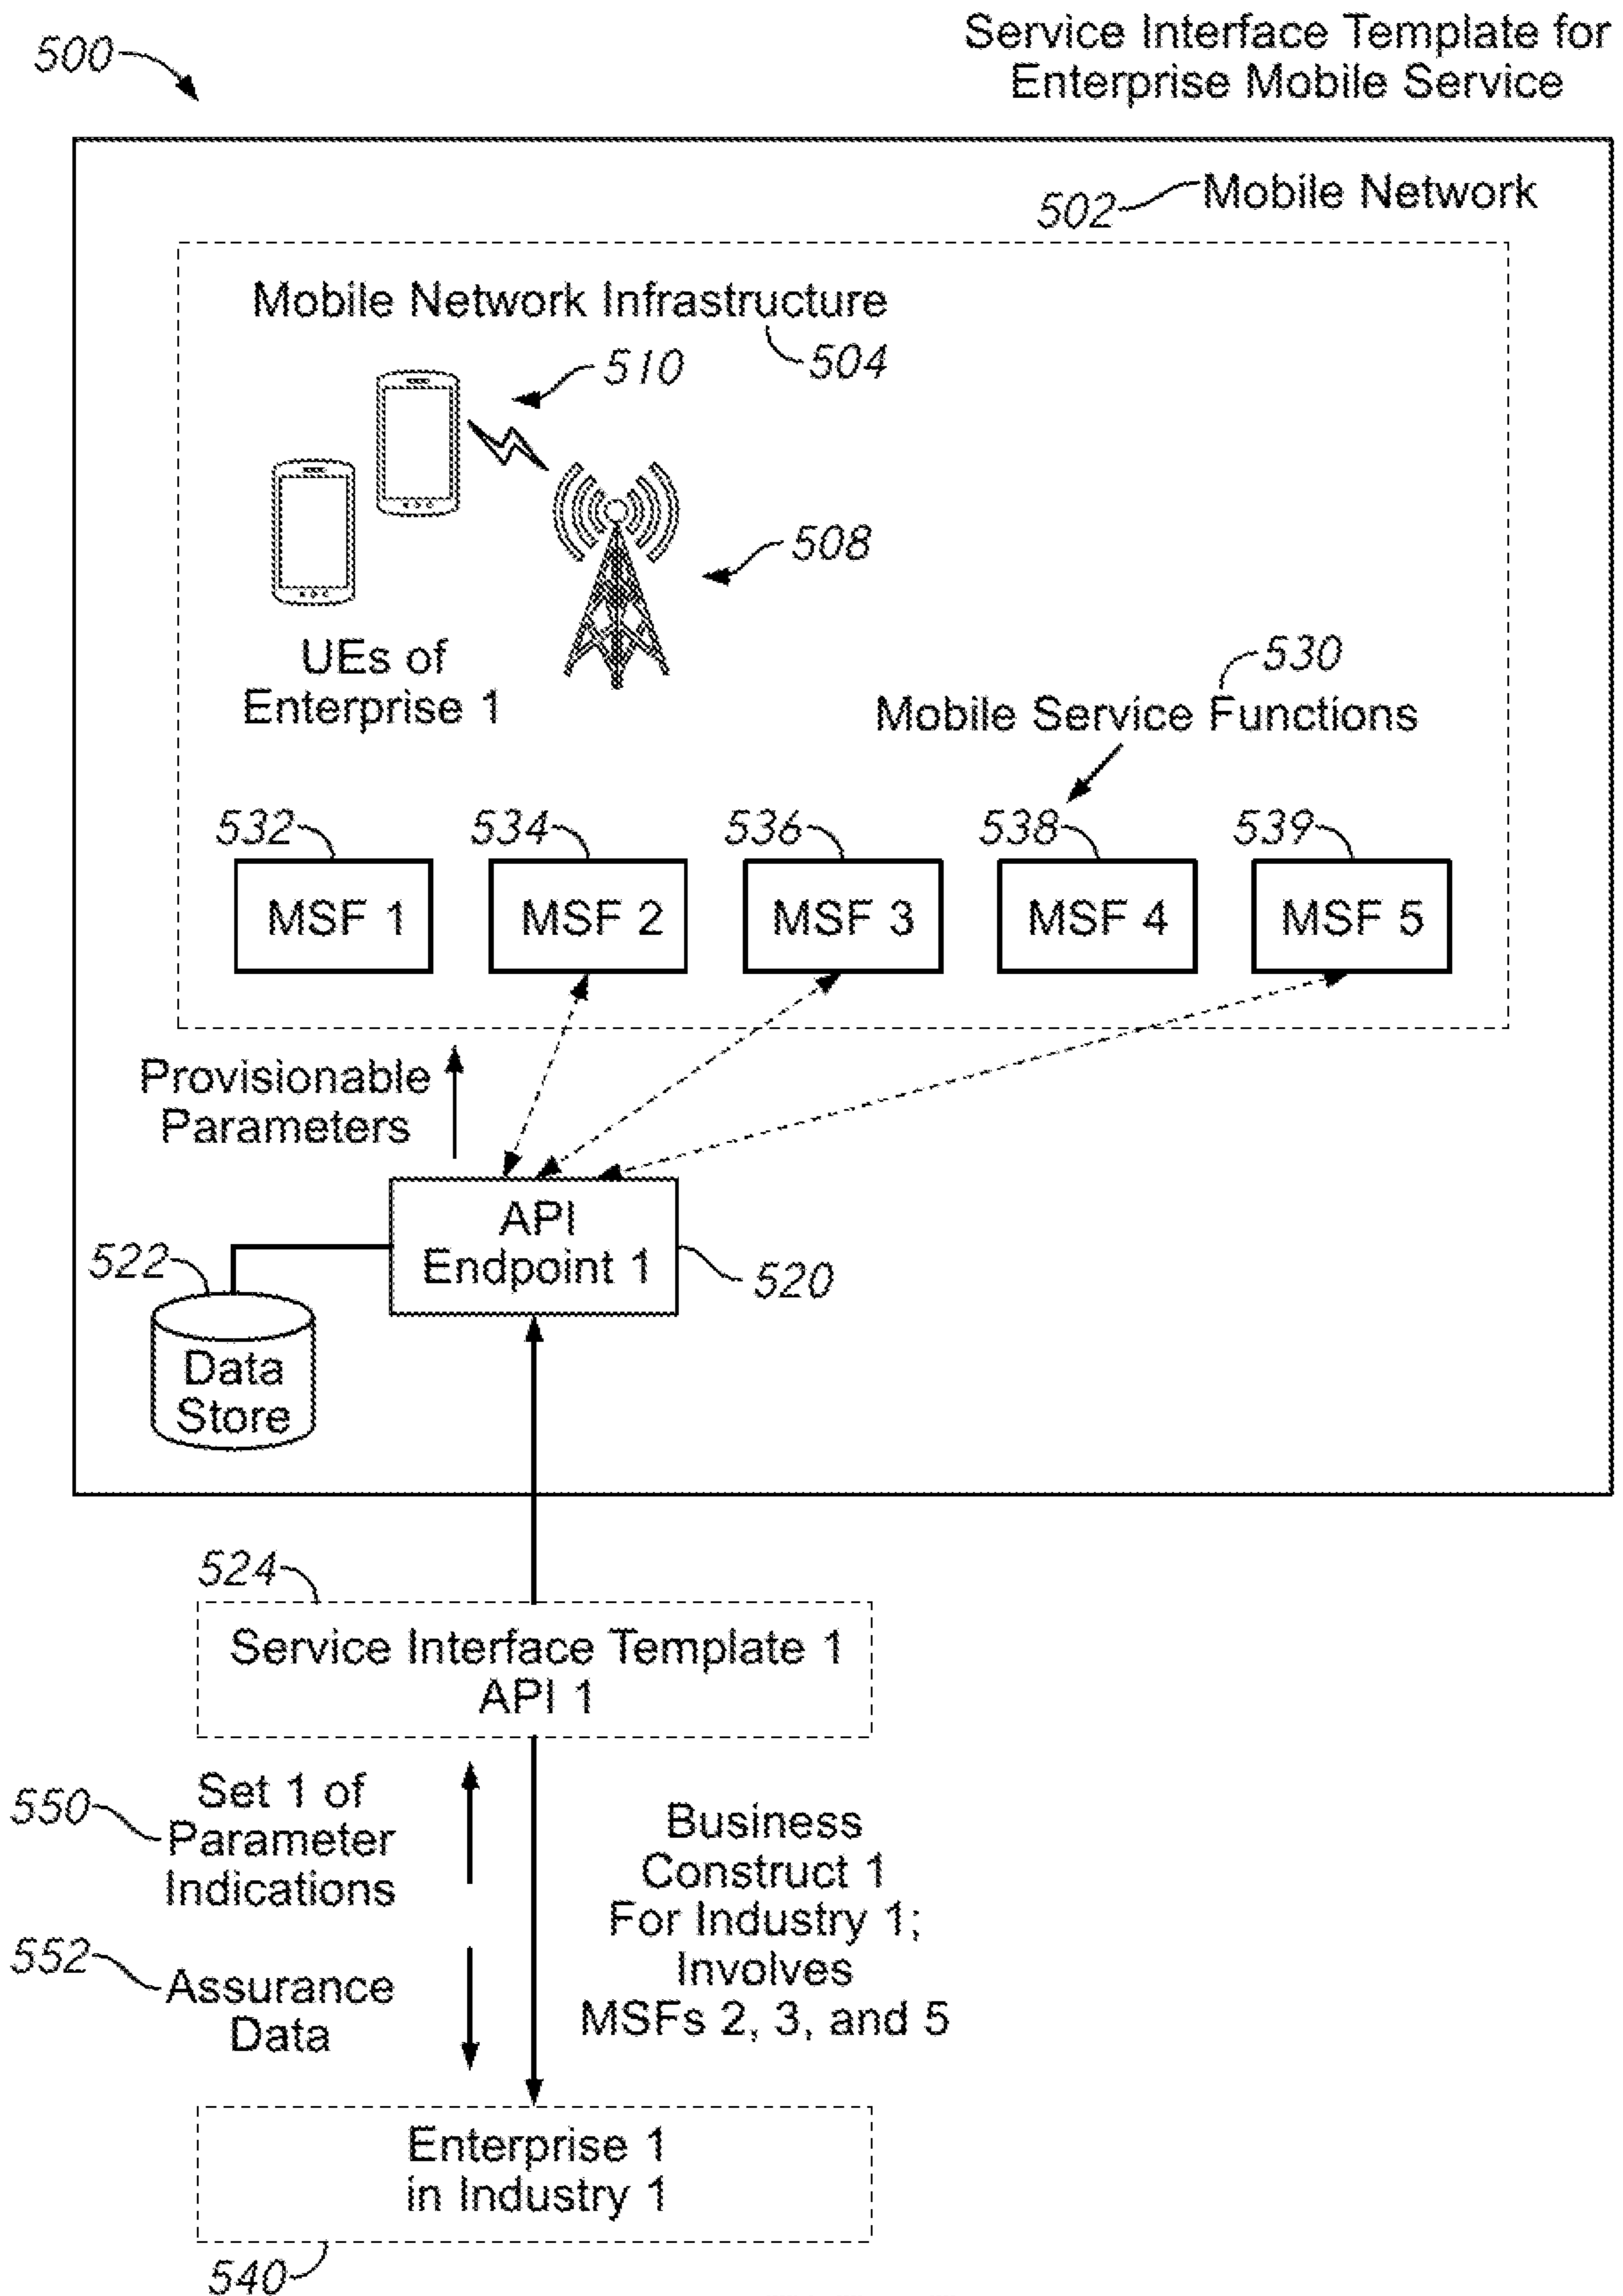 500
Service Interface Template for
Enterprise Mobile Service
502
Mobile Network
Mobile Network Infrastructure
504
510
508
UEs of
Enterprise 1
530
Mobile Service Functions
532
534
536
538
539
MSF 1
MSF 2
MSF 3
MSF 4
MSF 5
Provisionable
Parameters
API
Endpoint 1
520
522
Data
Store
524
Service Interface Template 1
API 1
550
Set 1 of
Parameter
Indications
552
Assurance
Data
Business
Construct 1
For Industry 1;
Involves
MSFs 2, 3, and 5
Enterprise 1
in Industry 1
540